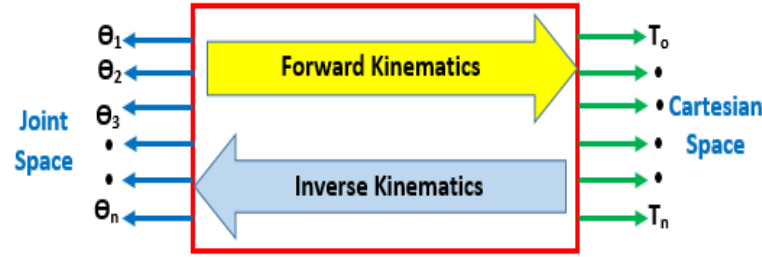 θ1
θ2
θ3
θn
Joint
Space
Forward Kinematics
Inverse Kinematics
To
Tn
Cartesian
Space